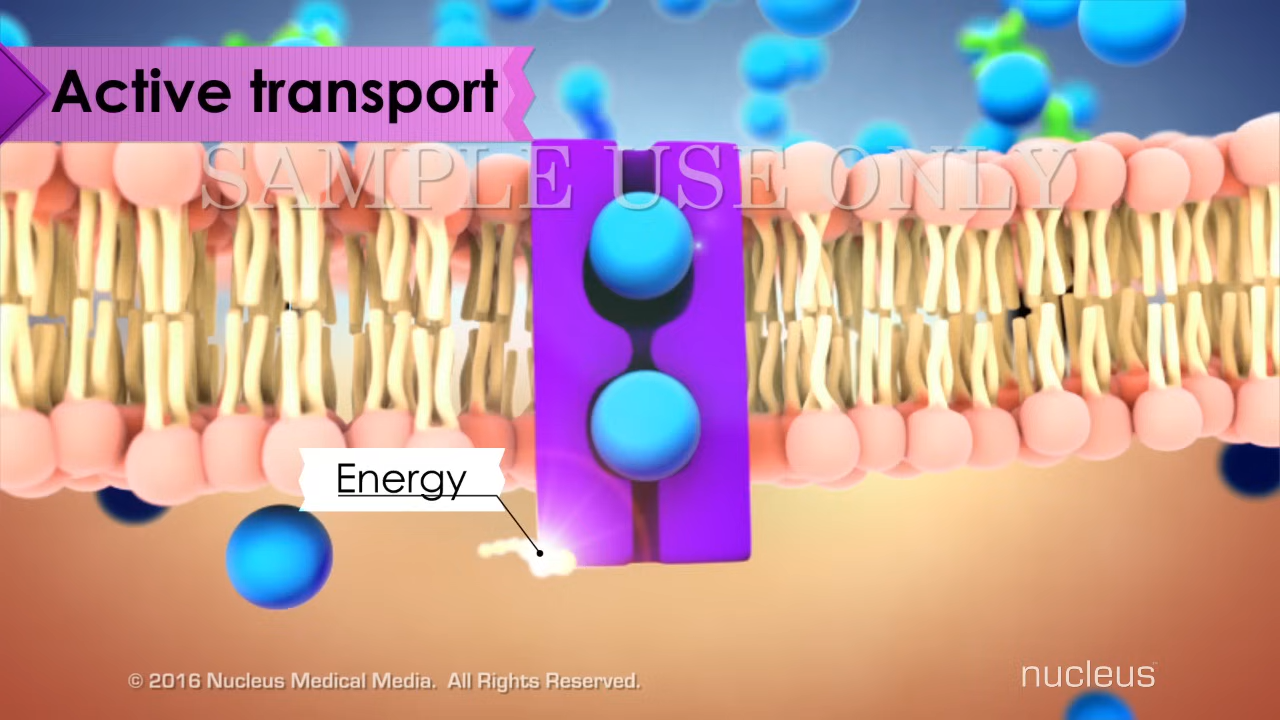 Active transport
SAMPLE USE ONLY
Energy
© 2016 Nucleus Medical Media. All Rights Reserved.
nucleus